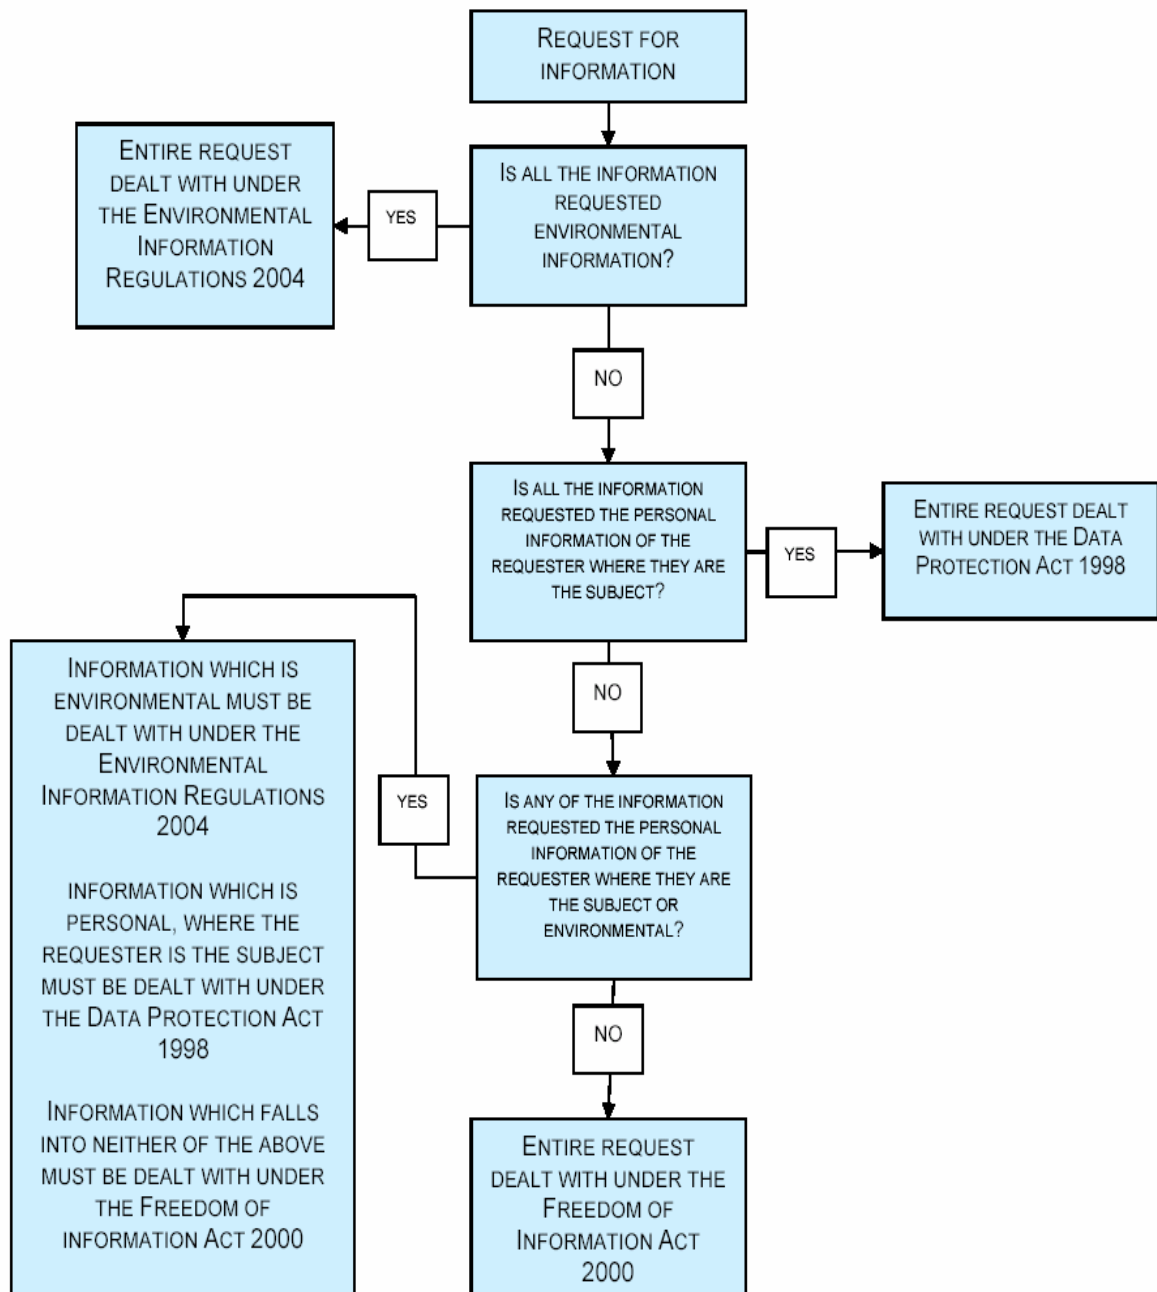 REQUEST FOR
INFORMATION
ENTIRE REQUEST
DEALT WITH UNDER
THE ENVIRONMENTAL
INFORMATION
REGULATIONS 2004
YES
IS ALL THE INFORMATION
REQUESTED
ENVIRONMENTAL
INFORMATION?
NO
IS ALL THE INFORMATION
REQUESTED THE PERSONAL
INFORMATION OF THE
REQUESTER WHERE THEY ARE
THE SUBJECT?
YES
ENTIRE REQUEST DEALT
WITH UNDER THE DATA
PROTECTION ACT 1998
NO
INFORMATION WHICH IS
ENVIRONMENTAL MUST BE
DEALT WITH UNDER THE
ENVIRONMENTAL
INFORMATION REGULATIONS
2004
INFORMATION WHICH IS
PERSONAL, WHERE THE
REQUESTER IS THE SUBJECT
MUST BE DEALT WITH UNDER
THE DATA PROTECTION ACT
1998
INFORMATION WHICH FALLS
INTO NEITHER OF THE ABOVE
MUST BE DEALT WITH UNDER
THE FREEDOM OF
INFORMATION ACT 2000
YES
IS ANY OF THE INFORMATION
REQUESTED THE PERSONAL
INFORMATION OF THE
REQUESTER WHERE THEY ARE
THE SUBJECT OR
ENVIRONMENTAL?
NO
ENTIRE REQUEST
DEALT WITH UNDER THE
FREEDOM OF
INFORMATION ACT
2000